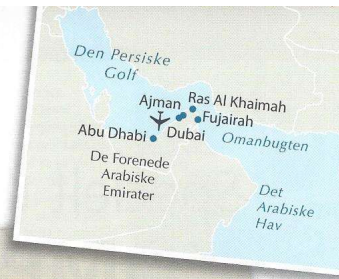 Den Persiske
Golf
Ras Al Khaimah
Ajman
Fujairah
Abu Dhabi
Dubai
Omanbugten
De Forenede
Arabiske
Emirater
Det
Arabiske
Hav